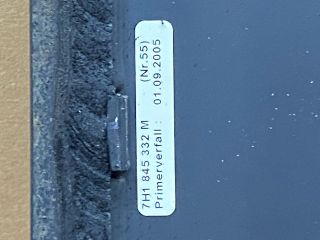 7H1 845 332 M (Nr.55)
Primerverfall : 01.09.2005